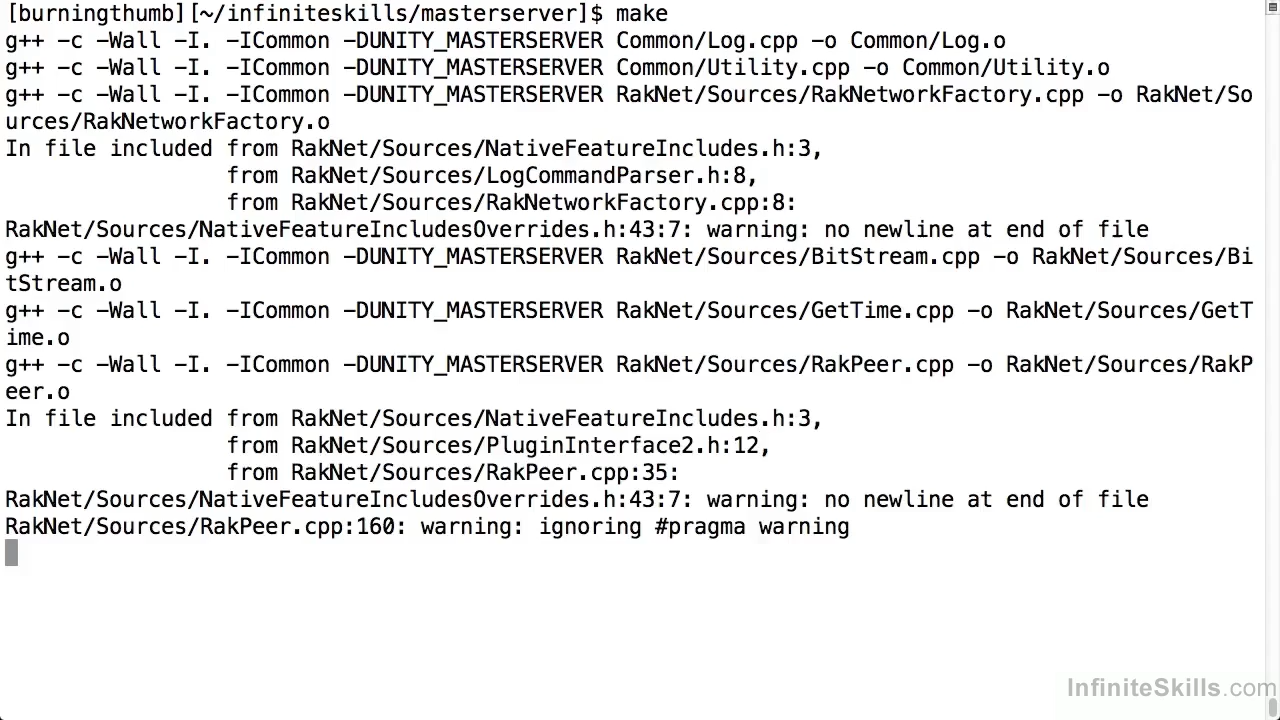 [burningthumb][~/infiniteskills/masterserver]$ make
g++ -c -Wall -I. -ICommon -DUNITY_MASTERSERVER Common/Log.cpp -o Common/Log.o
g++ -c -Wall -I. -ICommon -DUNITY_MASTERSERVER Common/Utility.cpp -o Common/Utility.o
g++ -c -Wall -I. -ICommon -DUNITY_MASTERSERVER RakNet/Sources/RakNetworkFactory.cpp -o RakNet/So
urces/RakNetworkFactory.o
In file included from RakNet/Sources/NativeFeatureIncludes.h:3,
                 from RakNet/Sources/LogCommandParser.h:8,
                 from RakNet/Sources/RakNetworkFactory.cpp:8:
RakNet/Sources/NativeFeatureIncludesOverrides.h:43:7: warning: no newline at end of file
g++ -c -Wall -I. -ICommon -DUNITY_MASTERSERVER RakNet/Sources/BitStream.cpp -o RakNet/Sources/Bi
tStream.o
g++ -c -Wall -I. -ICommon -DUNITY_MASTERSERVER RakNet/Sources/GetTime.cpp -o RakNet/Sources/GetT
ime.o
g++ -c -Wall -I. -ICommon -DUNITY_MASTERSERVER RakNet/Sources/RakPeer.cpp -o RakNet/Sources/RakP
eer.o
In file included from RakNet/Sources/NativeFeatureIncludes.h:3,
                 from RakNet/Sources/PluginInterface2.h:12,
                 from RakNet/Sources/RakPeer.cpp:35:
RakNet/Sources/NativeFeatureIncludesOverrides.h:43:7: warning: no newline at end of file
RakNet/Sources/RakPeer.cpp:160: warning: ignoring #pragma warning
InfiniteSkills.com